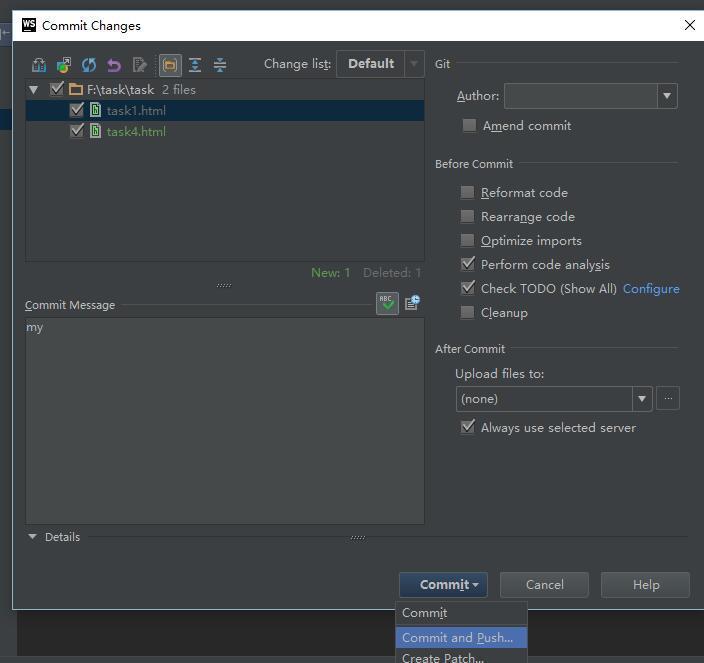 WS Commit Changes
Change list: Default
F:\task\task 2 files
task1.html
task4.html
New: 1 Deleted: 1
Commit Message
ABC
my
Details
Git
Author:
Amend commit
Before Commit
Reformat code
Rearrange code
Optimize imports
Perform code analysis
Check TODO (Show All) Configure
Cleanup
After Commit
Upload files to:
(none)
...
Always use selected server
Commit Cancel Help
Commit
Commit and Push...
Create Patch...